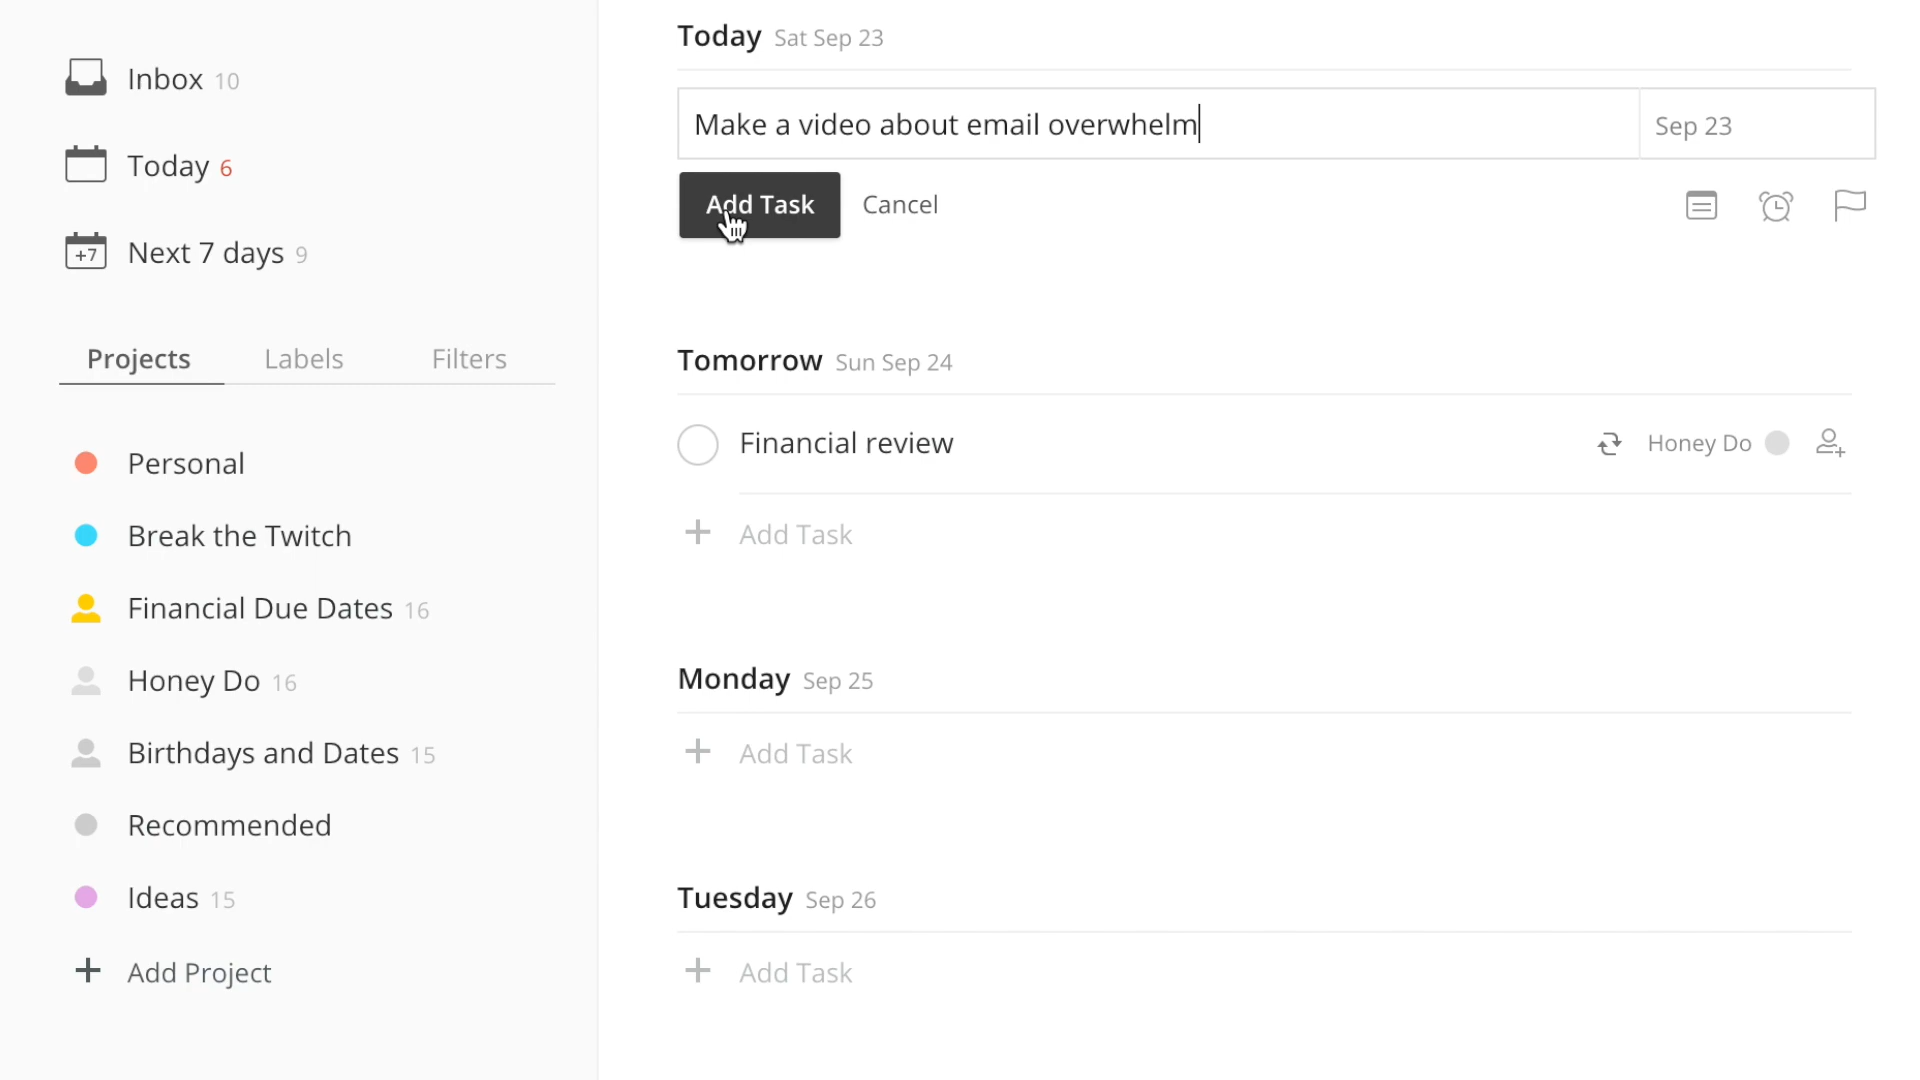 Inbox 10
Today 6
+7
Next 7 days 9
Projects Labels Filters
Personal
Break the Twitch
Financial Due Dates 16
Honey Do 16
Birthdays and Dates 15
Recommended
Ideas 15
+ Add Project
Today Sat Sep 23
Make a video about email overwhelm Sep 23
Add Task Cancel
Tomorrow Sun Sep 24
Financial review Honey Do
+ Add Task
Monday Sep 25
+ Add Task
Tuesday Sep 26
+ Add Task